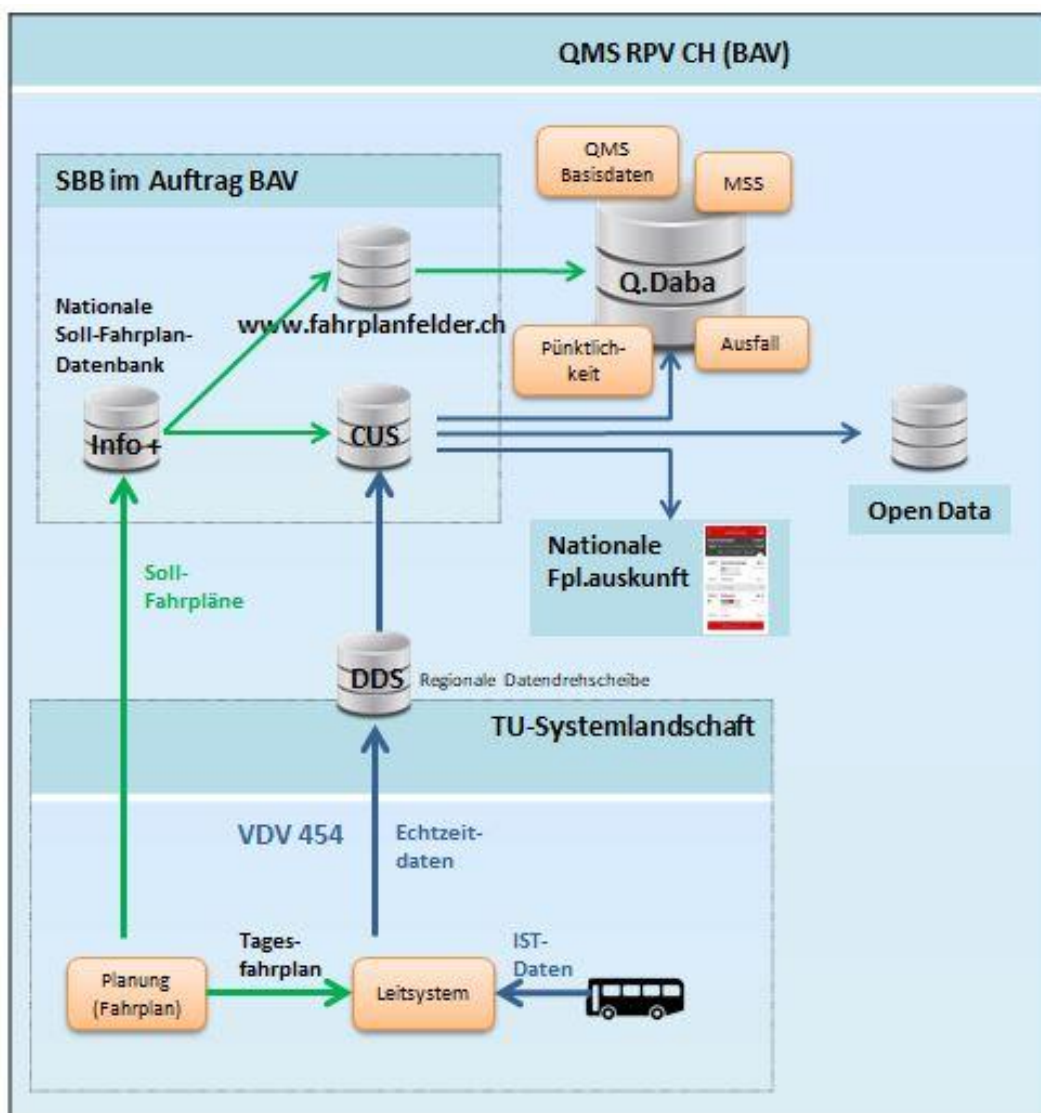 QMS RPV CH (BAV)
SBB im Auftrag BAV
QMS
Basisdaten
MSS
Q.Daba
www.fahrplanfelder.ch
Nationale
Soll-Fahrplan-
Datenbank
Pünktlich-
keit
Ausfall
Info +
CUS
Open Data
Nationale
Fpl.auskunft
Soll-
Fahrpläne
DDS
Regionale Datendrehscheibe
TU-Systemlandschaft
VDV 454
Echtzeit-
daten
Tages-
fahrplan
IST-
Daten
Planung
(Fahrplan)
Leitsystem